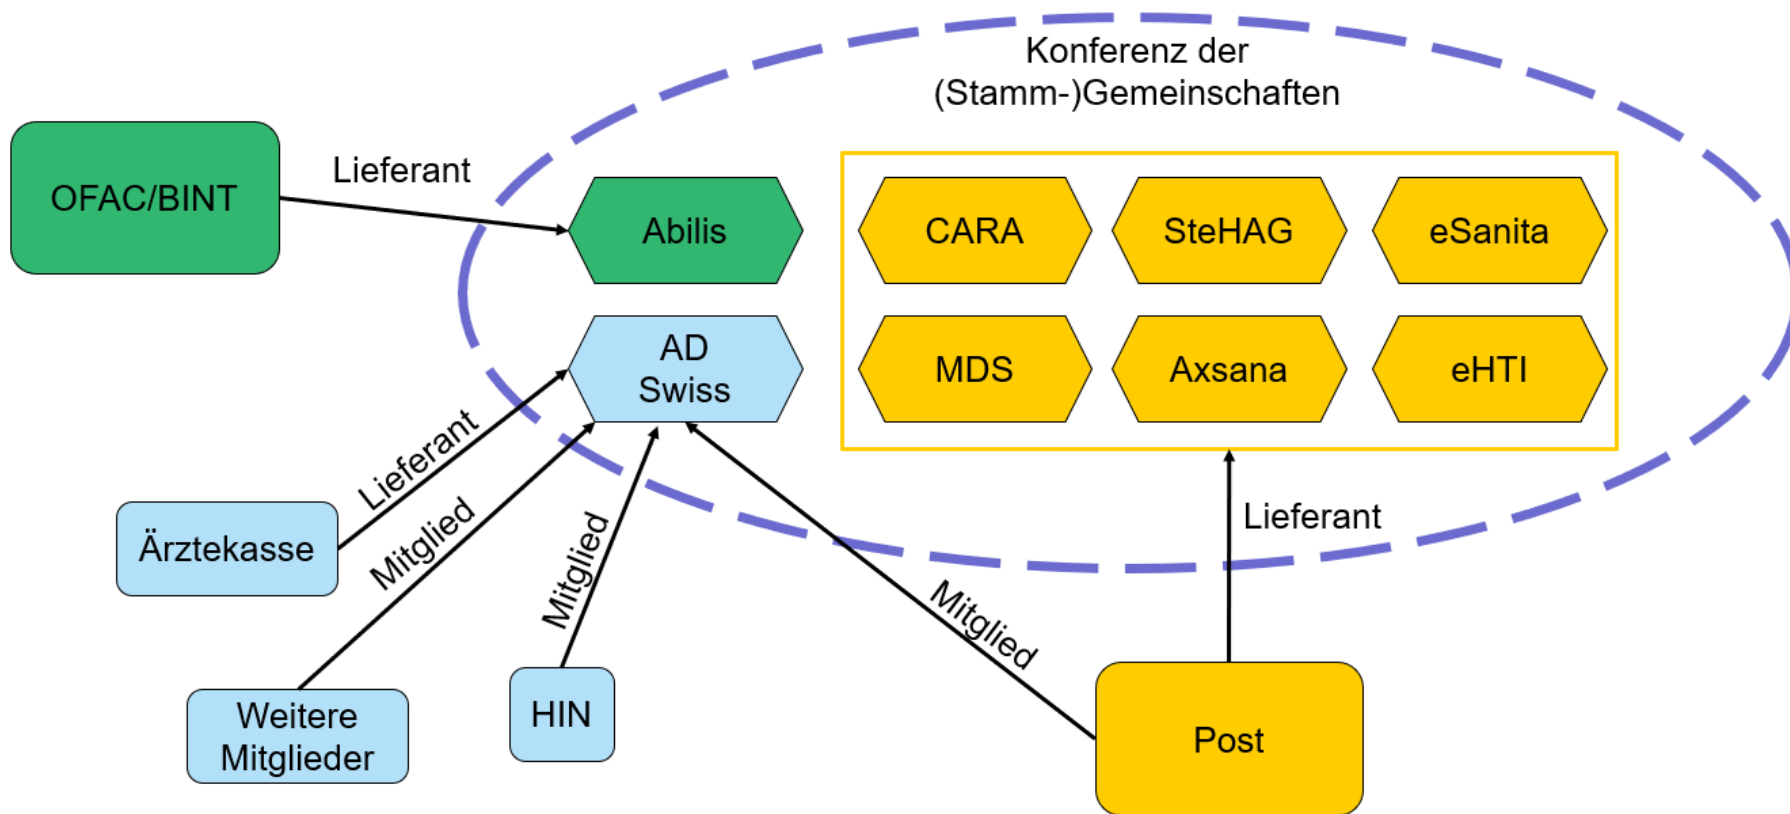 Konferenz der
(Stamm-)Gemeinschaften
OFAC/BINT
Lieferant
Abilis
CARA
SteHAG
eSanita
AD
Swiss
MDS
Axsana
eHTI
Lieferant
Mitglied
Mitglied
Mitglied
Lieferant
Ärztekasse
Weitere
Mitglieder
HIN
Post